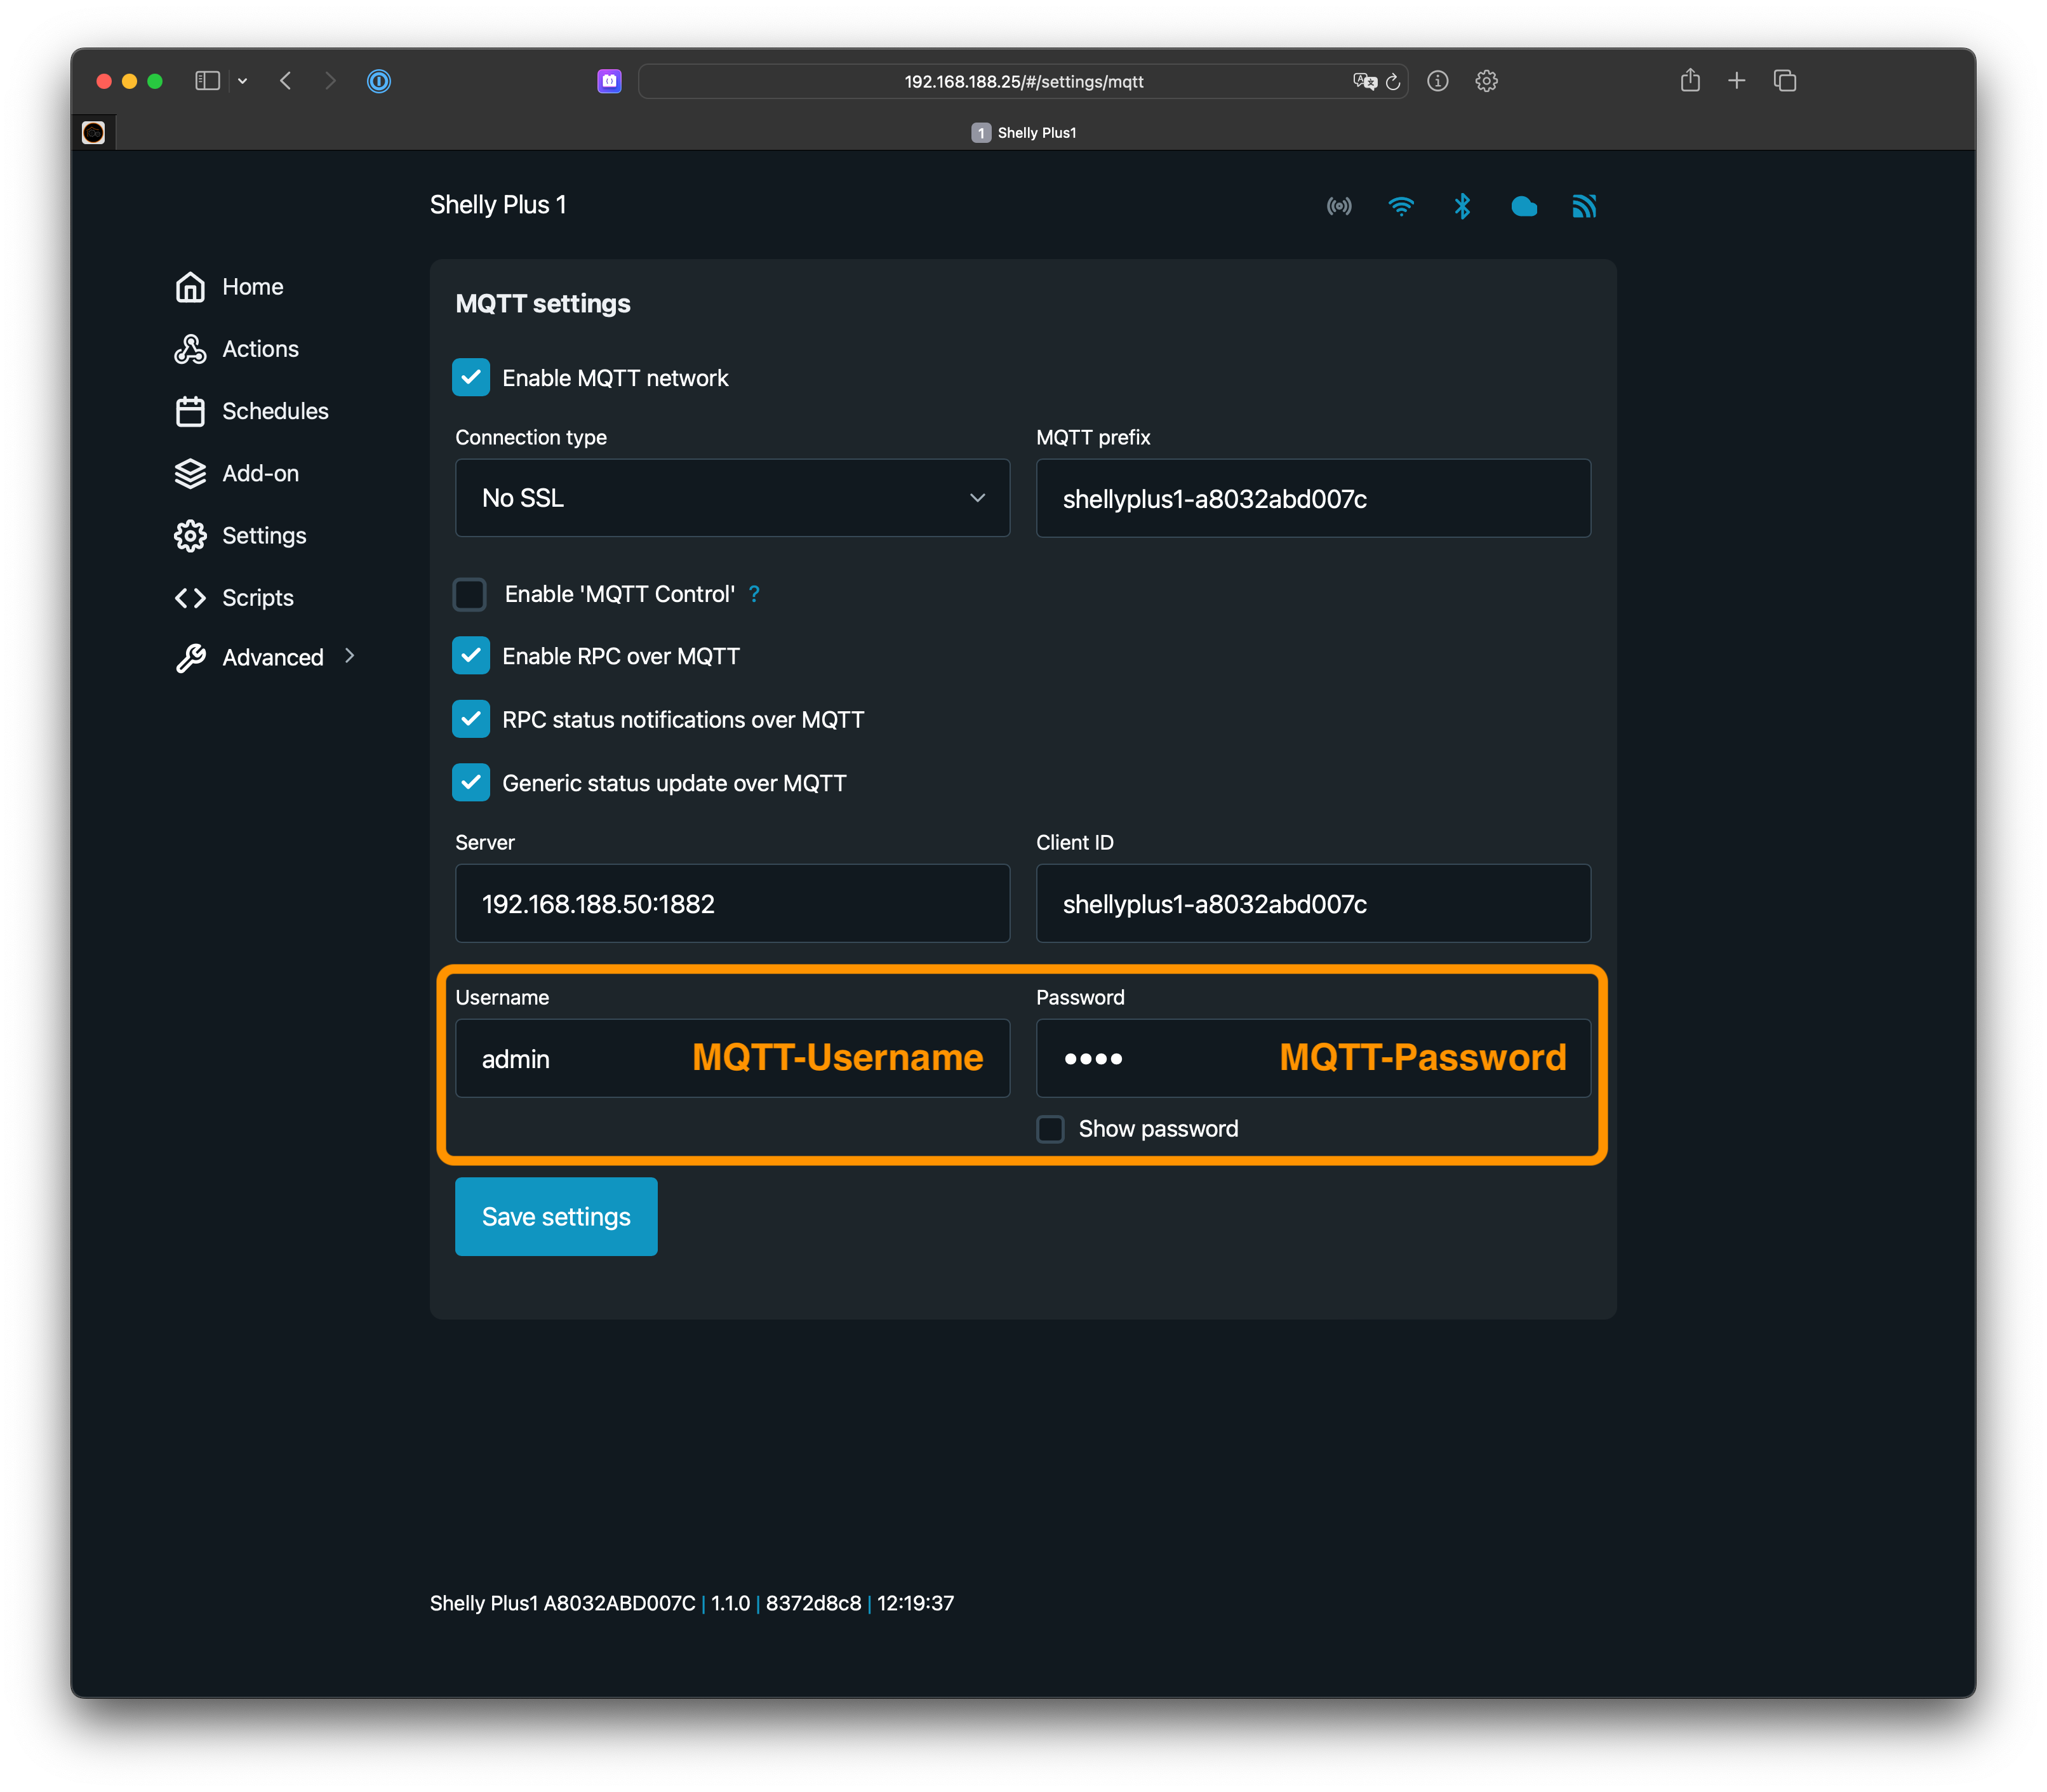 192.168.188.25/#/settings/mqtt
1 Shelly Plus1
Shelly Plus 1
Home
Actions
Schedules
Add-on
Settings
Scripts
Advanced
MQTT settings
Enable MQTT network
Connection type
MQTT prefix
No SSL
shellyplus1-a8032abd007c
Enable 'MQTT Control' ?
Enable RPC over MQTT
RPC status notifications over MQTT
Generic status update over MQTT
Server
Client ID
192.168.188.50:1882
shellyplus1-a8032abd007c
Username
Password
admin MQTT-Username
•••• MQTT-Password
Show password
Save settings
Shelly Plus1 A8032ABD007C | 1.1.0 | 8372d8c8 | 12:19:37